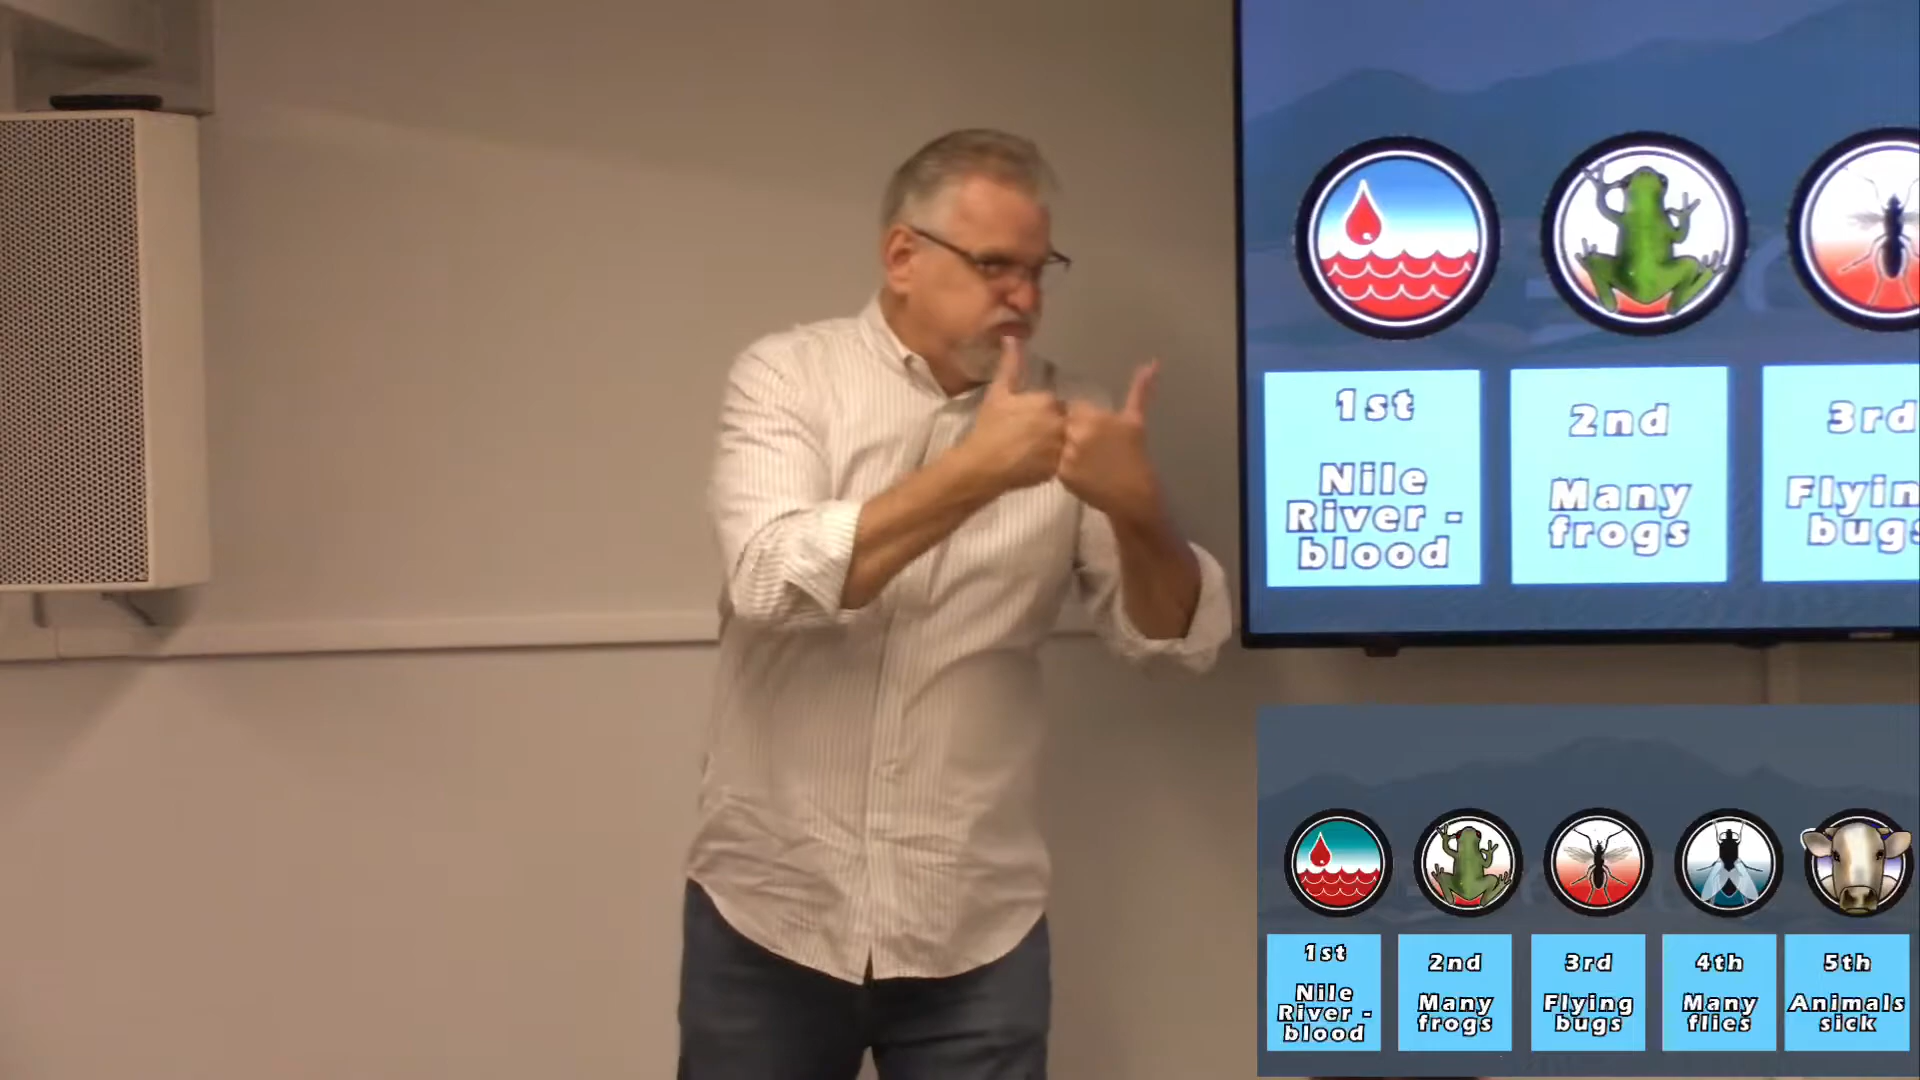 1st
Nile
River -
blood
2nd
Many
frogs
3rd
1st
Nile
River -
blood
2nd
Many
frogs
3rd
Flying
bugs
4th
Many
flies
5th
Animals
sick